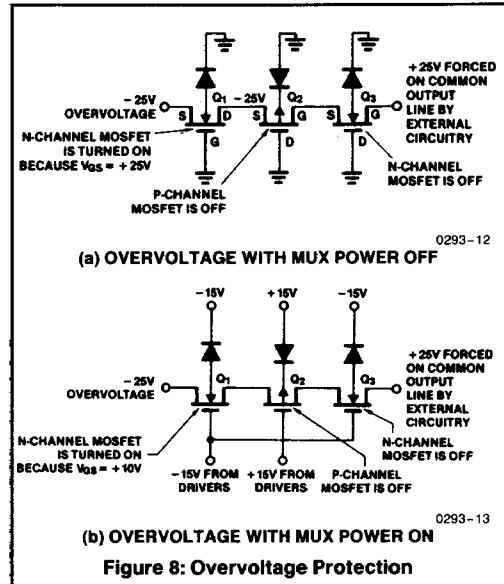 Q1
Q2
Q3
-25V
OVERVOLTAGE
-25V
+25V FORCED
ON COMMON
OUTPUT
LINE BY
EXTERNAL
CIRCUITRY
S D
G
S G
D
S G
D
N-CHANNEL MOSFET
IS TURNED ON
BECAUSE VGS = +25V
P-CHANNEL
MOSFET IS OFF
N-CHANNEL
MOSFET IS OFF
0293-12
(a) OVERVOLTAGE WITH MUX POWER OFF
-15V
+15V
-15V
Q1
Q2
Q3
-25V
OVERVOLTAGE
+25V FORCED
ON COMMON
OUTPUT
LINE BY
EXTERNAL
CIRCUITRY
N-CHANNEL MOSFET
IS TURNED ON
BECAUSE VGS = +10V
-15V FROM
DRIVERS
+15V FROM
DRIVERS
P-CHANNEL
MOSFET IS OFF
N-CHANNEL
MOSFET IS OFF
0293-13
(b) OVERVOLTAGE WITH MUX POWER ON
Figure 8: Overvoltage Protection